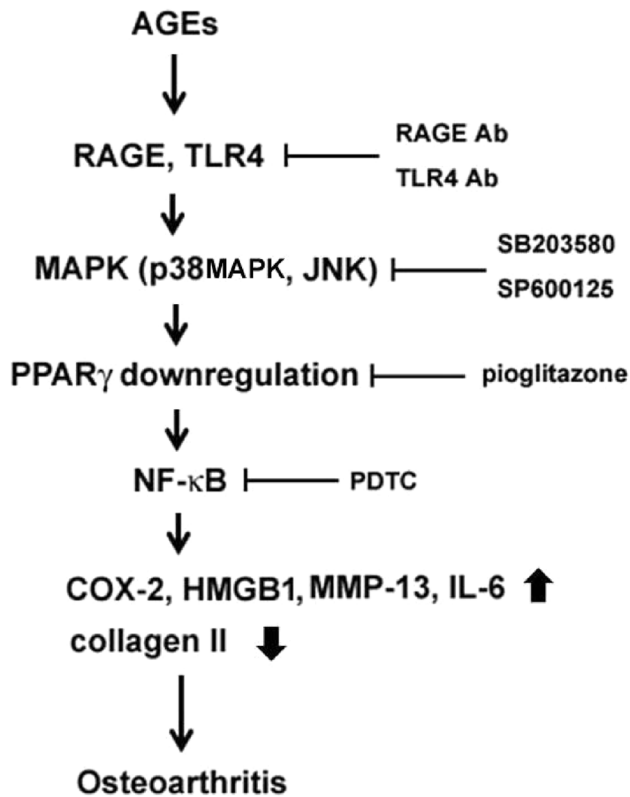 AGEs
RAGE, TLR4
RAGE Ab
TLR4 Ab
MAPK (p38MAPK, JNK)
SB203580
SP600125
PPARγ downregulation
pioglitazone
NF-κB
PDTC
COX-2, HMGB1, MMP-13, IL-6
collagen II
Osteoarthritis